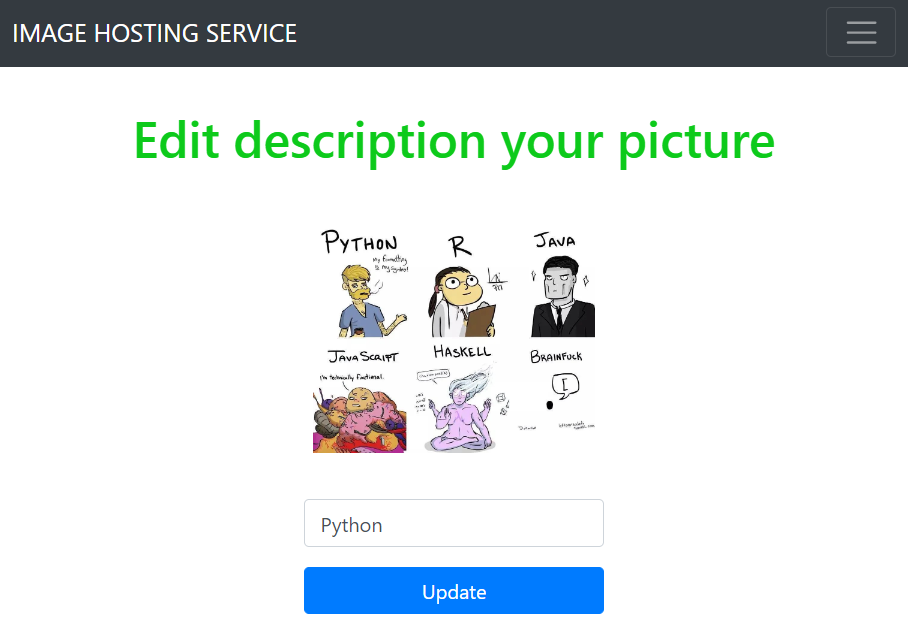 IMAGE HOSTING SERVICE
Edit description your picture
PYTHON
R
JAVA
My formatting
is my symbol
JAVASCRIPT
HASKELL
BRAINFUCK
I'm technically functional.
I
Python
Update